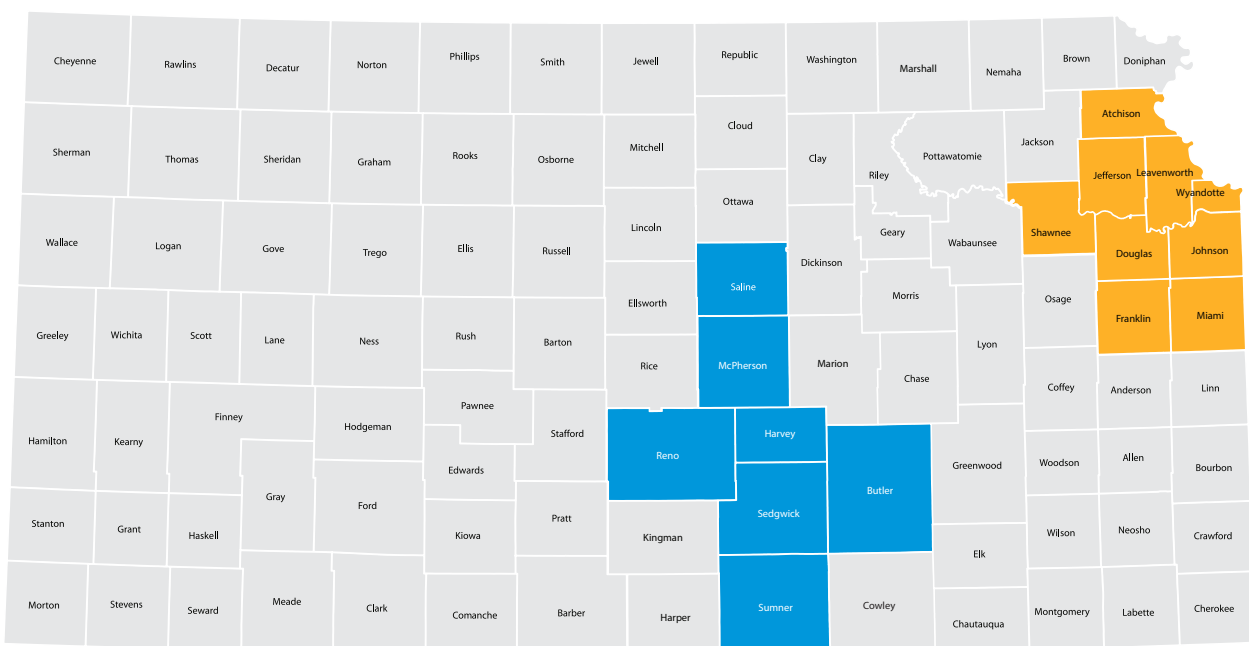 Cheyenne
Rawlins
Decatur
Norton
Phillips
Smith
Jewell
Republic
Washington
Marshall
Nemaha
Brown
Doniphan
Sherman
Thomas
Sheridan
Graham
Rooks
Osborne
Mitchell
Cloud
Clay
Riley
Pottawatomie
Jackson
Atchison
Jefferson
Leavenworth
Wyandotte
Wallace
Logan
Gove
Trego
Ellis
Russell
Lincoln
Ottawa
Dickinson
Geary
Wabaunsee
Shawnee
Douglas
Johnson
Greeley
Wichita
Scott
Lane
Ness
Rush
Barton
Ellsworth
Saline
Morris
Lyon
Osage
Franklin
Miami
Rice
McPherson
Marion
Chase
Coffey
Anderson
Linn
Hamilton
Kearny
Finney
Hodgeman
Pawnee
Stafford
Reno
Harvey
Butler
Greenwood
Woodson
Allen
Bourbon
Edwards
Gray
Ford
Sedgwick
Stanton
Grant
Haskell
Kiowa
Pratt
Kingman
Elk
Wilson
Neosho
Crawford
Morton
Stevens
Seward
Meade
Clark
Comanche
Barber
Harper
Sumner
Cowley
Chautauqua
Montgomery
Labette
Cherokee